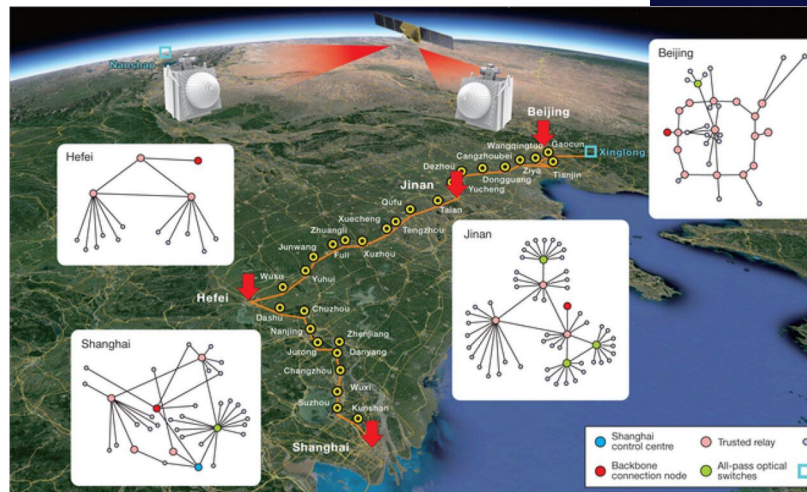 Nanshan
Beijing
Beijing
Wangqingtuo
Gaocun
Xinglong
Cangzhoubei
Dezhou
Ziya
Tianjin
Dongguang
Yucheng
Jinan
Taian
Qufu
Xuecheng
Tengzhou
Zhuangli
Xuzhou
Fuli
Junwang
Wuxu
Yuhui
Hefei
Hefei
Jinan
Dashu
Chuzhou
Nanjing
Zhenjiang
Jurong
Danyang
Changzhou
Wuxi
Suzhou
Kunshan
Shanghai
Shanghai
Shanghai
control centre
Trusted relay
Backbone
connection node
All-pass optical
switches